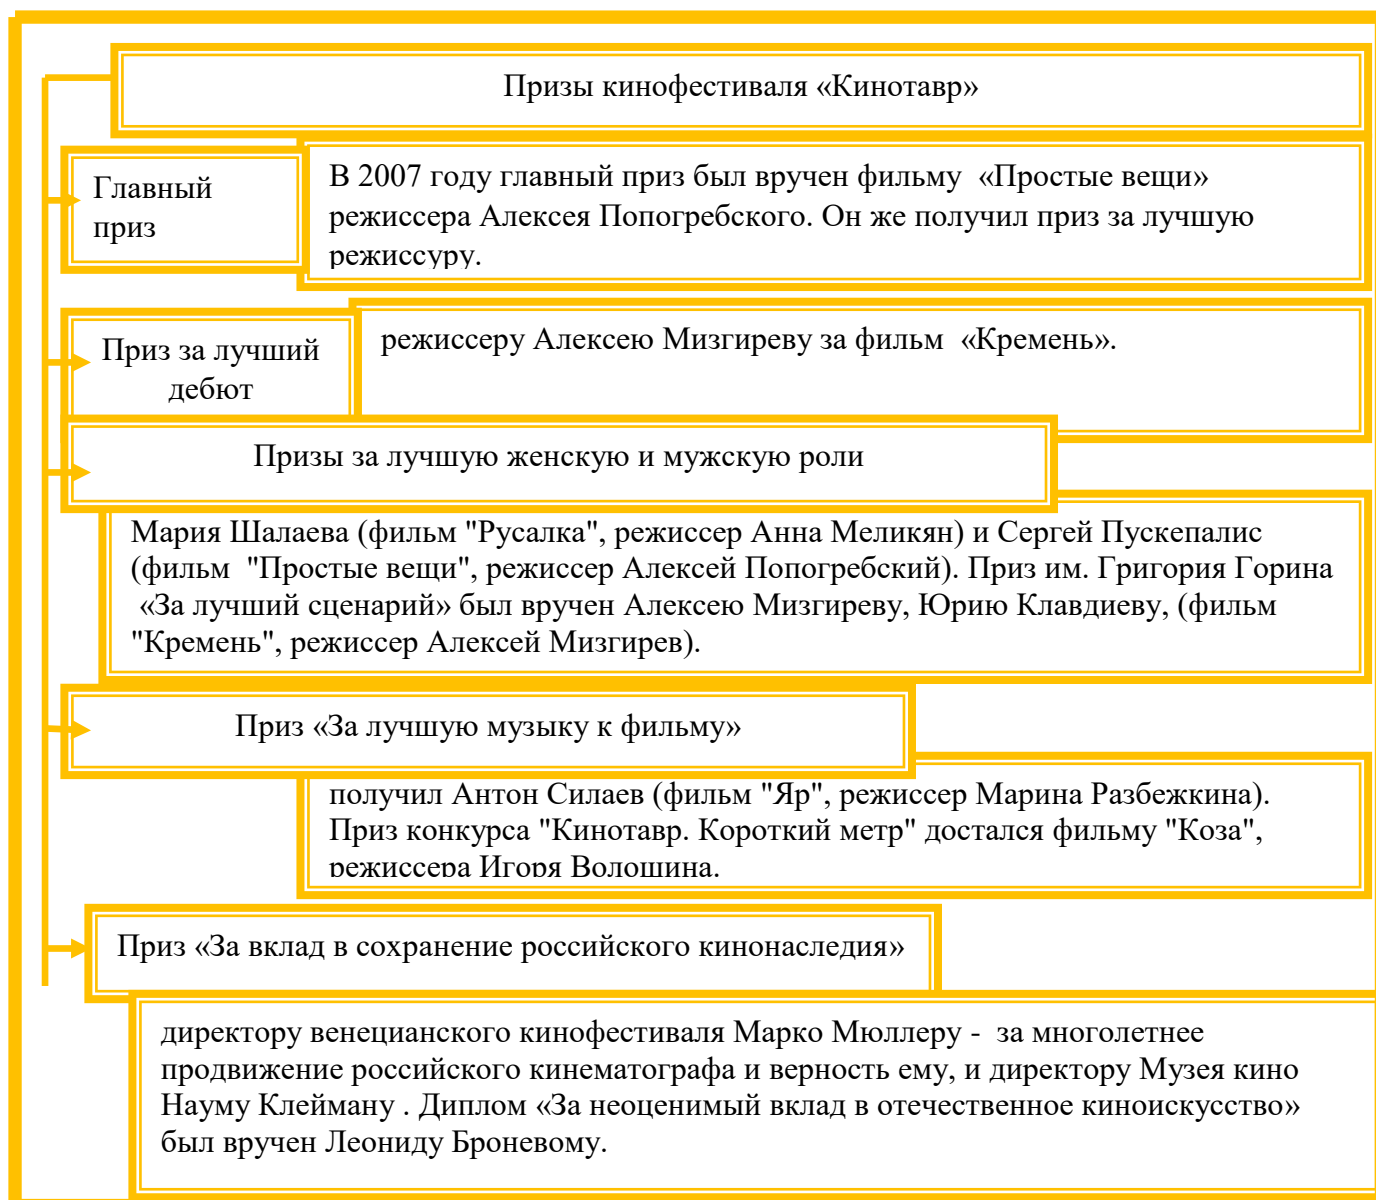 Призы кинофестиваля «Кинотавр»
Главный
приз
В 2007 году главный приз был вручен фильму «Простые вещи»
режиссера Алексея Попогребского. Он же получил приз за лучшую
режиссуру.
Приз за лучший
дебют
режиссеру Алексею Мизгиреву за фильм «Кремень».
Призы за лучшую женскую и мужскую роли
Мария Шалаева (фильм "Русалка", режиссер Анна Меликян) и Сергей Пускепалис
(фильм "Простые вещи", режиссер Алексей Попогребский). Приз им. Григория Горина
«За лучший сценарий» был вручен Алексею Мизгиреву, Юрию Клавдиеву, (фильм
"Кремень", режиссер Алексей Мизгирев).
Приз «За лучшую музыку к фильму»
получил Антон Силаев (фильм "Яр", режиссер Марина Разбежкина).
Приз конкурса "Кинотавр. Короткий метр" достался фильму "Коза",
режиссера Игоря Волошина.
Приз «За вклад в сохранение российского кинонаследия»
директору венецианского кинофестиваля Марко Мюллеру - за многолетнее
продвижение российского кинематографа и верность ему, и директору Музея кино
Науму Клейману . Диплом «За неоценимый вклад в отечественное киноискусство»
был вручен Леониду Броневому.